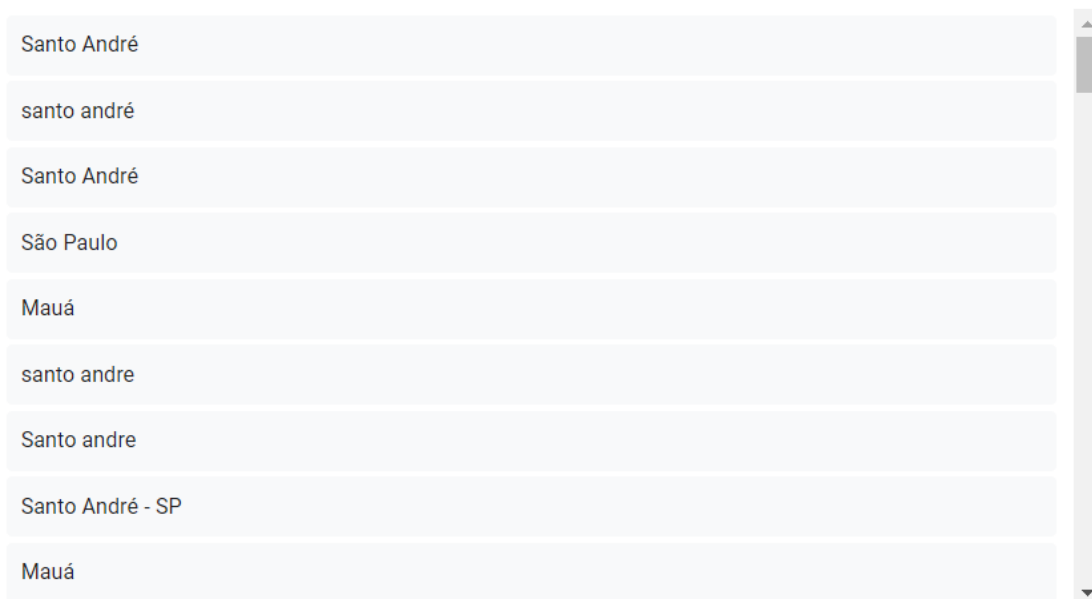 Santo André
santo andré
Santo André
São Paulo
Mauá
santo andre
Santo andre
Santo André - SP
Mauá